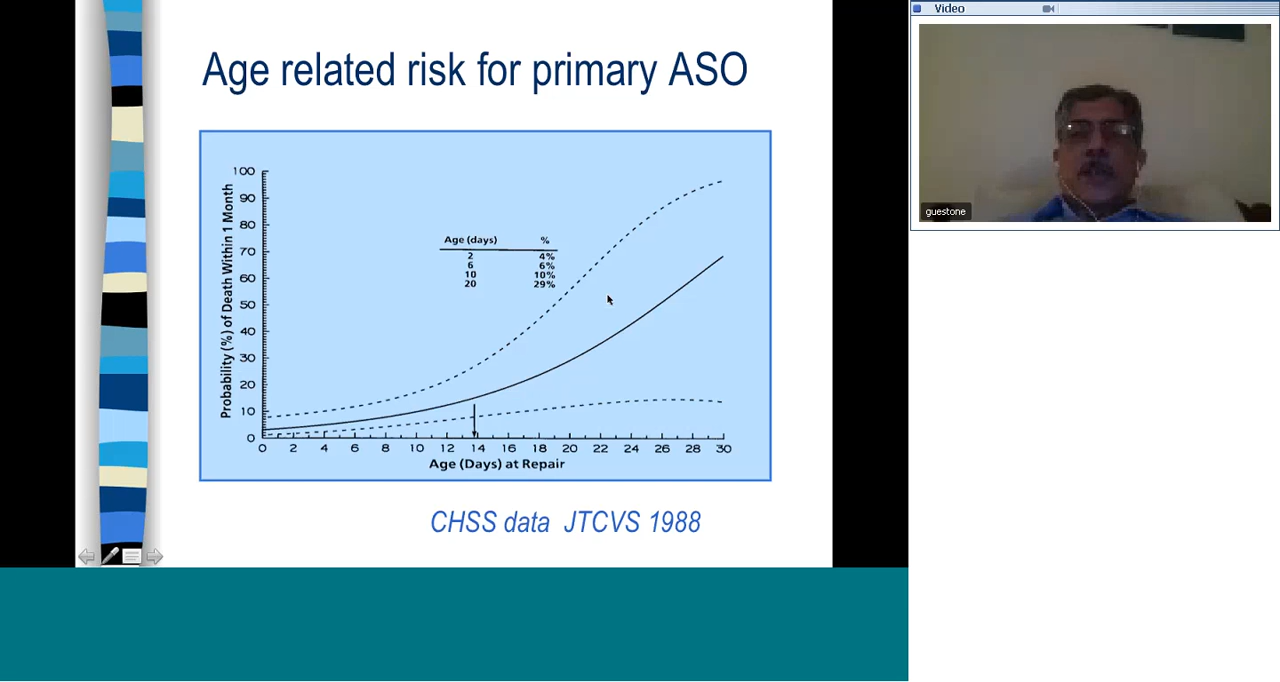 Age related risk for primary ASO
Probability (%) of Death Within 1 Month
100
90
80
70
60
50
40
30
20
10
0
Age (days) %
2 4%
6 6%
10 10%
20 29%
0 2 4 6 8 10 12 14 16 18 20 22 24 26 28 30
Age (Days) at Repair
CHSS data JTCVS 1988
Video
guestone